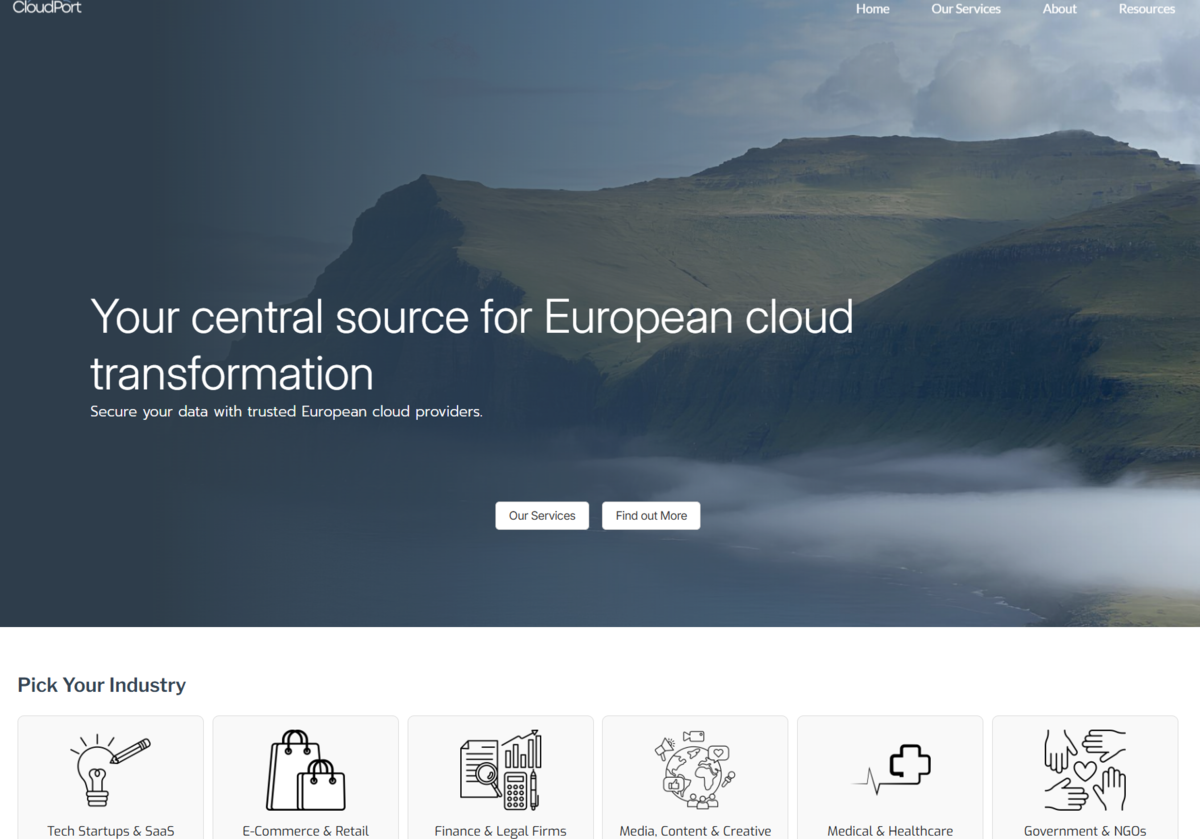 CloudPort
Home Our Services About Resources
Your central source for European cloud
transformation
Secure your data with trusted European cloud providers.
Our Services Find out More
Pick Your Industry
Tech Startups & SaaS E-Commerce & Retail Finance & Legal Firms Media, Content & Creative Medical & Healthcare Government & NGOs